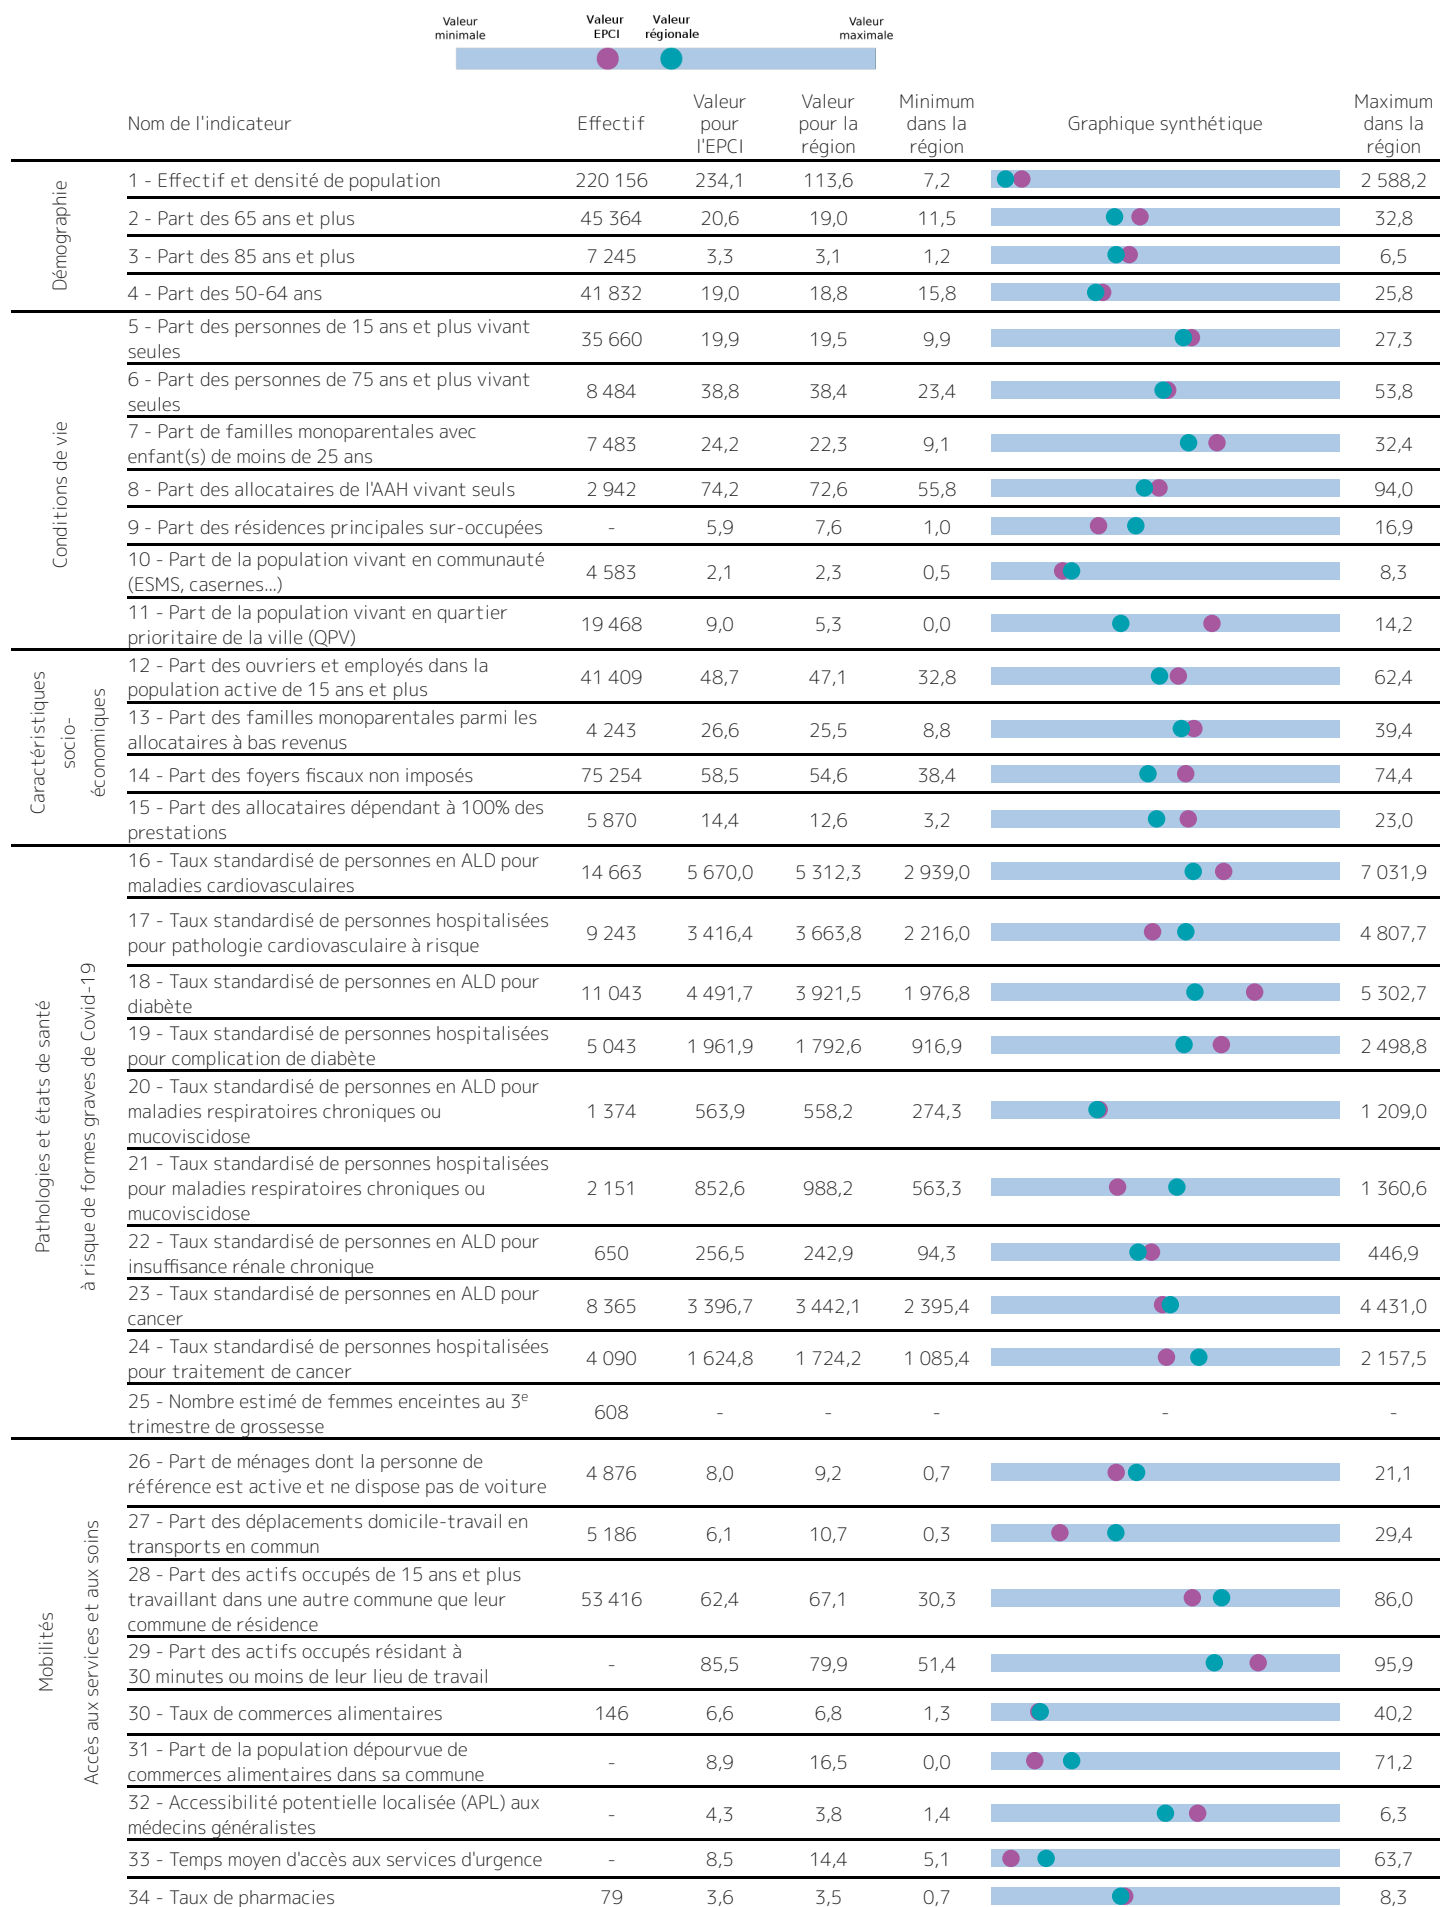 Valeur minimale
Valeur EPCI
Valeur régionale
Valeur maximale
Nom de l'indicateur
Effectif
Valeur pour l'EPCI
Valeur pour la région
Minimum dans la région
Graphique synthétique
Maximum dans la région
Démographie
1 - Effectif et densité de population 220 156 234,1 113,6 7,2 2 588,2
2 - Part des 65 ans et plus 45 364 20,6 19,0 11,5 32,8
3 - Part des 85 ans et plus 7 245 3,3 3,1 1,2 6,5
4 - Part des 50-64 ans 41 832 19,0 18,8 15,8 25,8
Conditions de vie
5 - Part des personnes de 15 ans et plus vivant
seules 35 660 19,9 19,5 9,9 27,3
6 - Part des personnes de 75 ans et plus vivant
seules 8 484 38,8 38,4 23,4 53,8
7 - Part de familles monoparentales avec
enfant(s) de moins de 25 ans 7 483 24,2 22,3 9,1 32,4
8 - Part des allocataires de l'AAH vivant seuls 2 942 74,2 72,6 55,8 94,0
9 - Part des résidences principales sur-occupées - 5,9 7,6 1,0 16,9
10 - Part de la population vivant en communauté
(ESMS, casernes...) 4 583 2,1 2,3 0,5 8,3
11 - Part de la population vivant en quartier
prioritaire de la ville (QPV) 19 468 9,0 5,3 0,0 14,2
Caractéristiques
socio-
économiques
12 - Part des ouvriers et employés dans la
population active de 15 ans et plus 41 409 48,7 47,1 32,8 62,4
13 - Part des familles monoparentales parmi les
allocataires à bas revenus 4 243 26,6 25,5 8,8 39,4
14 - Part des foyers fiscaux non imposés 75 254 58,5 54,6 38,4 74,4
15 - Part des allocataires dépendant à 100% des
prestations 5 870 14,4 12,6 3,2 23,0
Pathologies et états de santé
à risque de formes graves de Covid-19
16 - Taux standardisé de personnes en ALD pour
maladies cardiovasculaires 14 663 5 670,0 5 312,3 2 939,0 7 031,9
17 - Taux standardisé de personnes hospitalisées
pour pathologie cardiovasculaire à risque 9 243 3 416,4 3 663,8 2 216,0 4 807,7
18 - Taux standardisé de personnes en ALD pour
diabète 11 043 4 491,7 3 921,5 1 976,8 5 302,7
19 - Taux standardisé de personnes hospitalisées
pour complication de diabète 5 043 1 961,9 1 792,6 916,9 2 498,8
20 - Taux standardisé de personnes en ALD pour
maladies respiratoires chroniques ou
mucoviscidose 1 374 563,9 558,2 274,3 1 209,0
21 - Taux standardisé de personnes hospitalisées
pour maladies respiratoires chroniques ou
mucoviscidose 2 151 852,6 988,2 563,3 1 360,6
22 - Taux standardisé de personnes en ALD pour
insuffisance rénale chronique 650 256,5 242,9 94,3 446,9
23 - Taux standardisé de personnes en ALD pour
cancer 8 365 3 396,7 3 442,1 2 395,4 4 431,0
24 - Taux standardisé de personnes hospitalisées
pour traitement de cancer 4 090 1 624,8 1 724,2 1 085,4 2 157,5
25 - Nombre estimé de femmes enceintes au 3e
trimestre de grossesse 608 - - - - -
Mobilités
Accès aux services et aux soins
26 - Part de ménages dont la personne de
référence est active et ne dispose pas de voiture 4 876 8,0 9,2 0,7 21,1
27 - Part des déplacements domicile-travail en
transports en commun 5 186 6,1 10,7 0,3 29,4
28 - Part des actifs occupés de 15 ans et plus
travaillant dans une autre commune que leur
commune de résidence 53 416 62,4 67,1 30,3 86,0
29 - Part des actifs occupés résidant à
30 minutes ou moins de leur lieu de travail - 85,5 79,9 51,4 95,9
30 - Taux de commerces alimentaires 146 6,6 6,8 1,3 40,2
31 - Part de la population dépourvue de
commerces alimentaires dans sa commune - 8,9 16,5 0,0 71,2
32 - Accessibilité potentielle localisée (APL) aux
médecins généralistes - 4,3 3,8 1,4 6,3
33 - Temps moyen d'accès aux services d'urgence - 8,5 14,4 5,1 63,7
34 - Taux de pharmacies 79 3,6 3,5 0,7 8,3